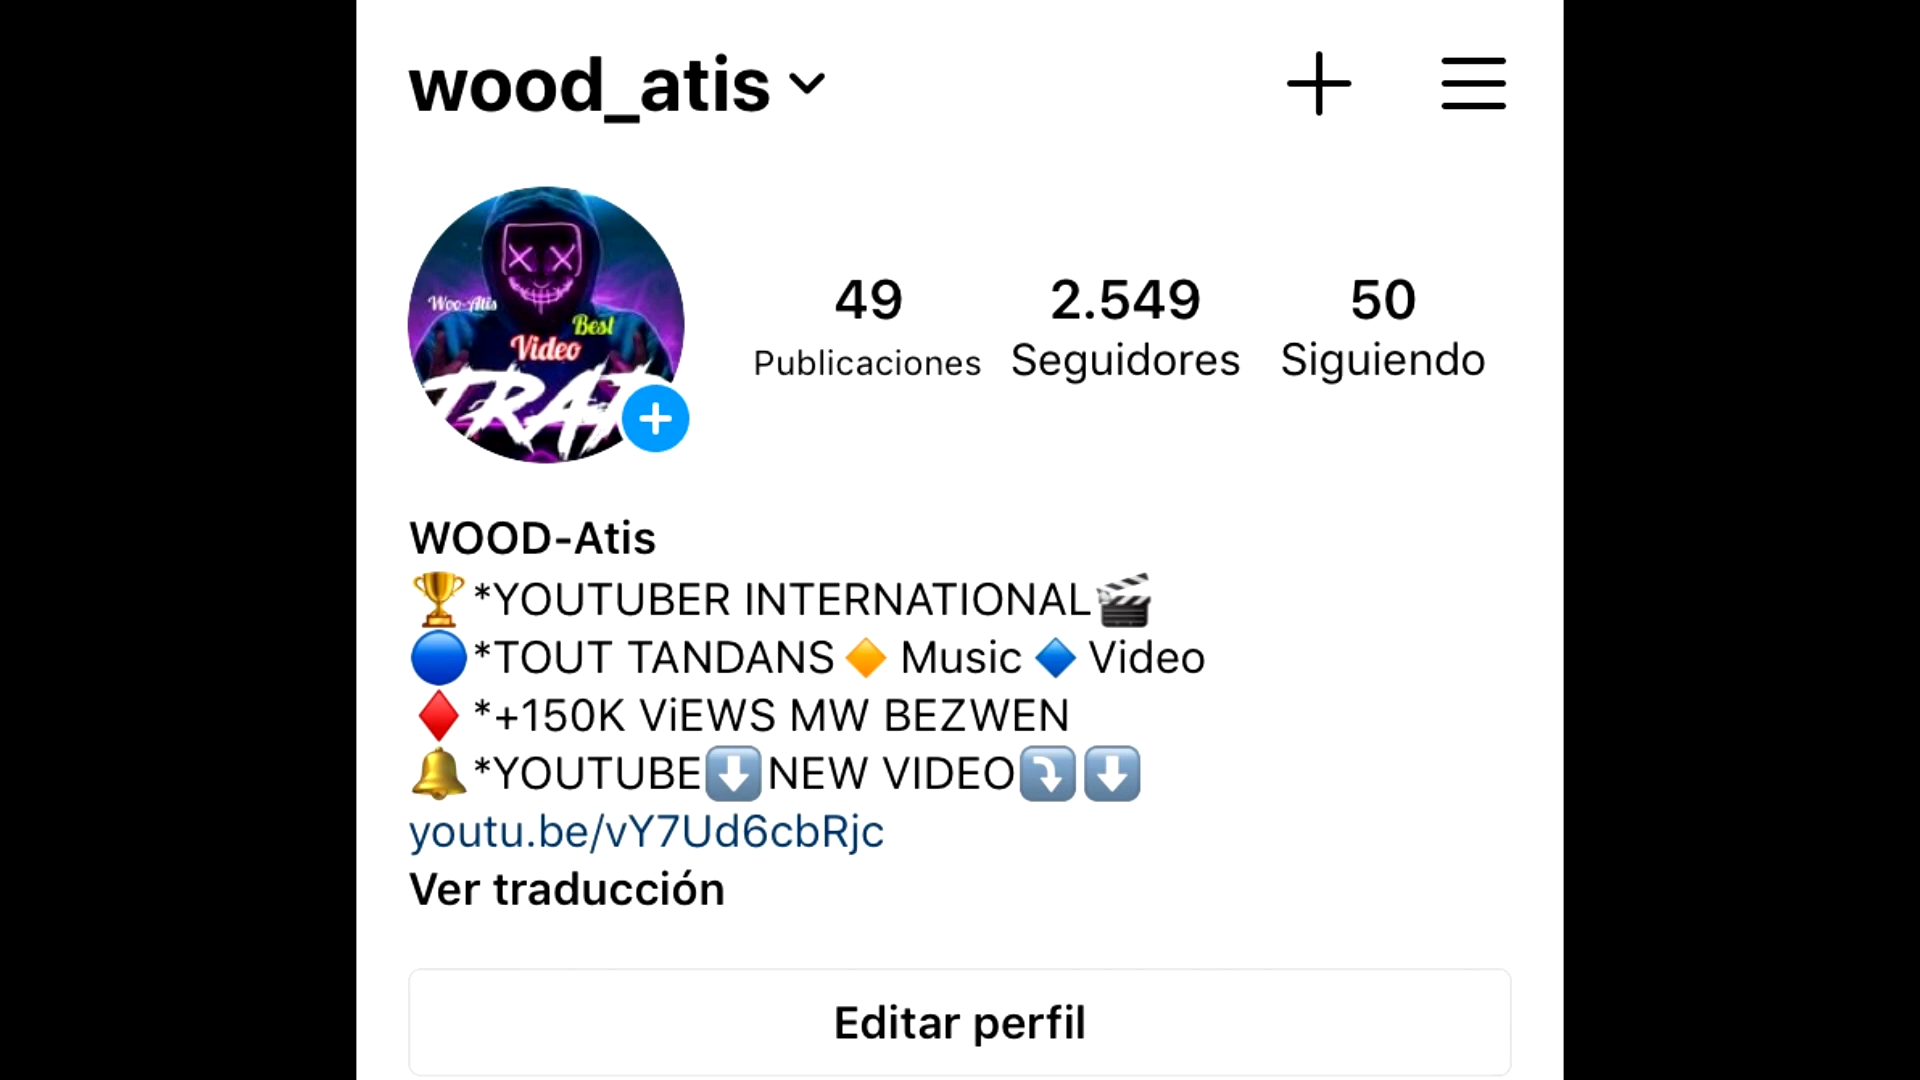 wood_atis
Woo-Atis
Best
Video
TRAP
49
Publicaciones
2.549
Seguidores
50
Siguiendo
WOOD-Atis
🏆*YOUTUBER INTERNATIONAL🎬
🔵*TOUT TANDANS🔶Music🔷Video
♦️*+150K ViEWS MW BEZWEN
🔔*YOUTUBE⬇️NEW VIDEO⤵️⬇️
youtu.be/vY7Ud6cbRjc
Ver traducción
Editar perfil